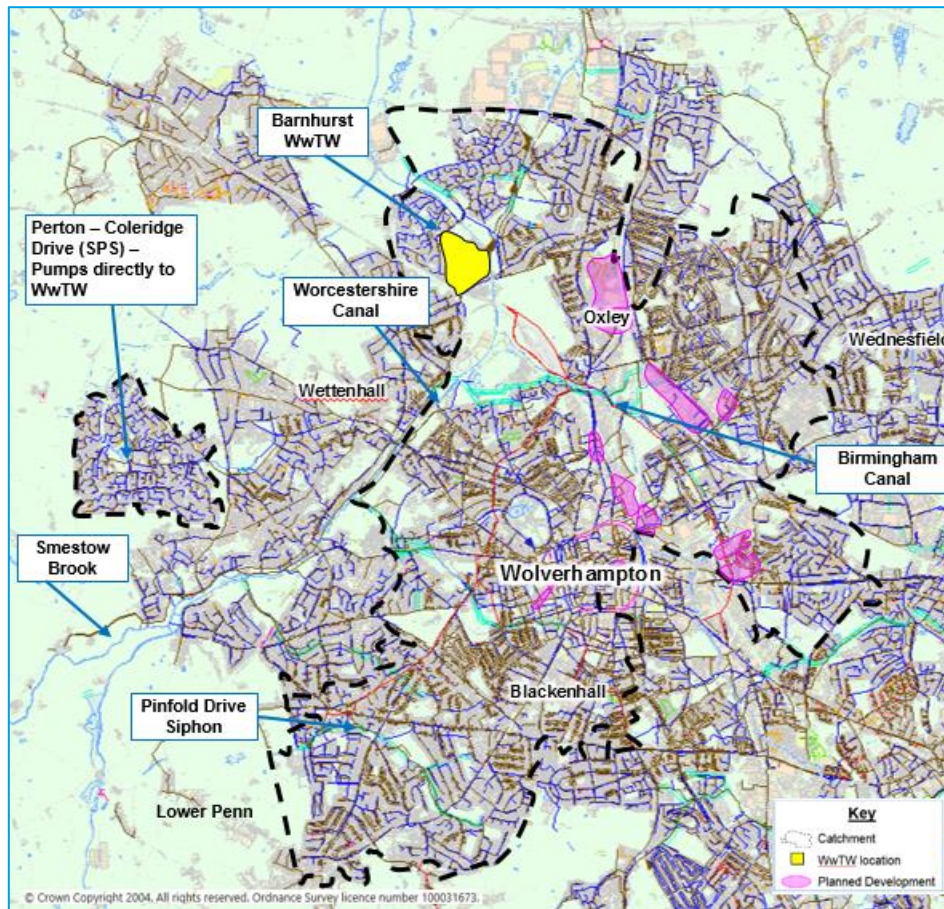 Barnhurst
WwTW
Perton – Coleridge
Drive (SPS) –
Pumps directly to
WwTW
Worcestershire
Canal
Oxley
Wednesfield
Wettenhall
Birmingham
Canal
Smestow
Brook
Wolverhampton
Blackenhall
Pinfold Drive
Siphon
Lower Penn
Key
Catchment
WwTW location
Planned Development
© Crown Copyright 2004. All rights reserved. Ordnance Survey licence number 100031673.